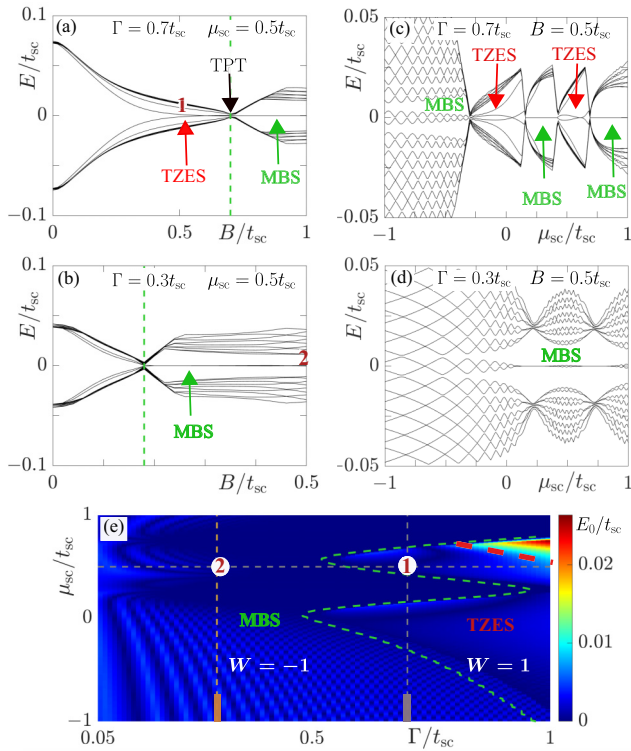 (a) Γ = 0.7t_sc μ_sc = 0.5t_sc
0.1
0
−0.1
E/t_sc
TPT
1
TZES
MBS
0 0.5 1
B/t_sc
(c) Γ = 0.7t_sc B = 0.5t_sc
0.05
0
−0.05
E/t_sc
TZES TZES
MBS
MBS MBS
−1 0 1
μ_sc/t_sc
(b) Γ = 0.3t_sc μ_sc = 0.5t_sc
0.1
0
−0.1
E/t_sc
2
MBS
0 0.5
B/t_sc
(d) Γ = 0.3t_sc B = 0.5t_sc
0.05
0
−0.05
E/t_sc
MBS
−1 0 1
μ_sc/t_sc
(e)
1
0
−1
μ_sc/t_sc
2 1
MBS TZES
W = −1 W = 1
0.05 0.5 1
Γ/t_sc
E_0/t_sc
0.02
0.01
0